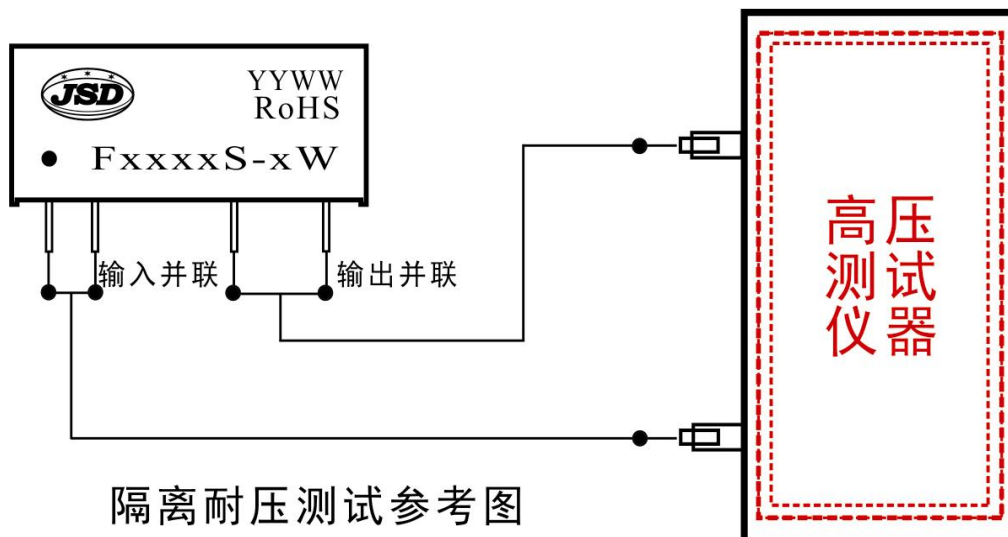 JSD
YYWW
RoHS
FxxxxS-xW
输入并联
输出并联
高压
测试
仪器
隔离耐压测试参考图